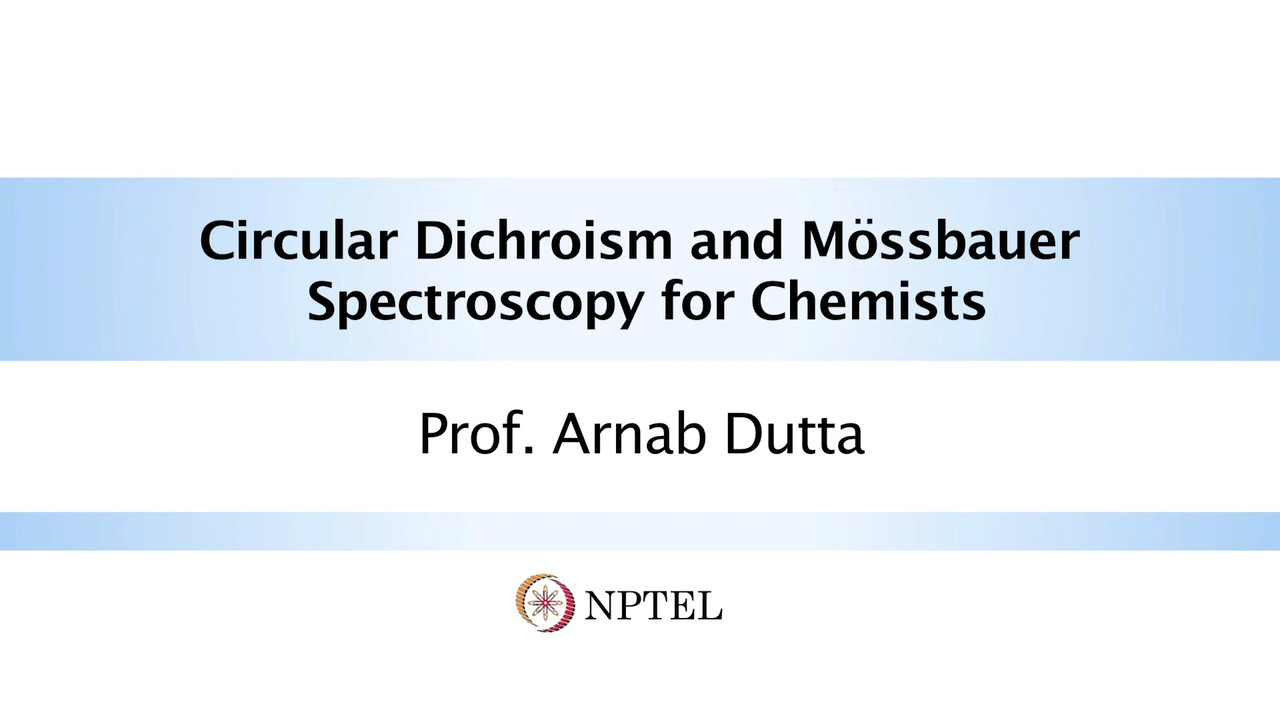 Circular Dichroism and Mössbauer
Spectroscopy for Chemists
Prof. Arnab Dutta
NPTEL